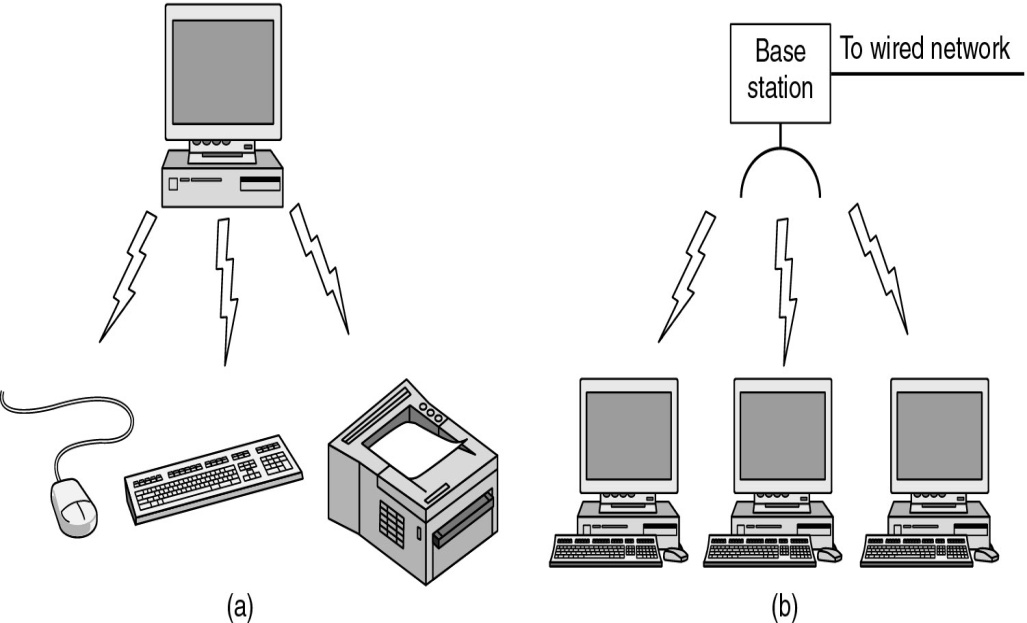 Base
station
To wired network
(a)
(b)